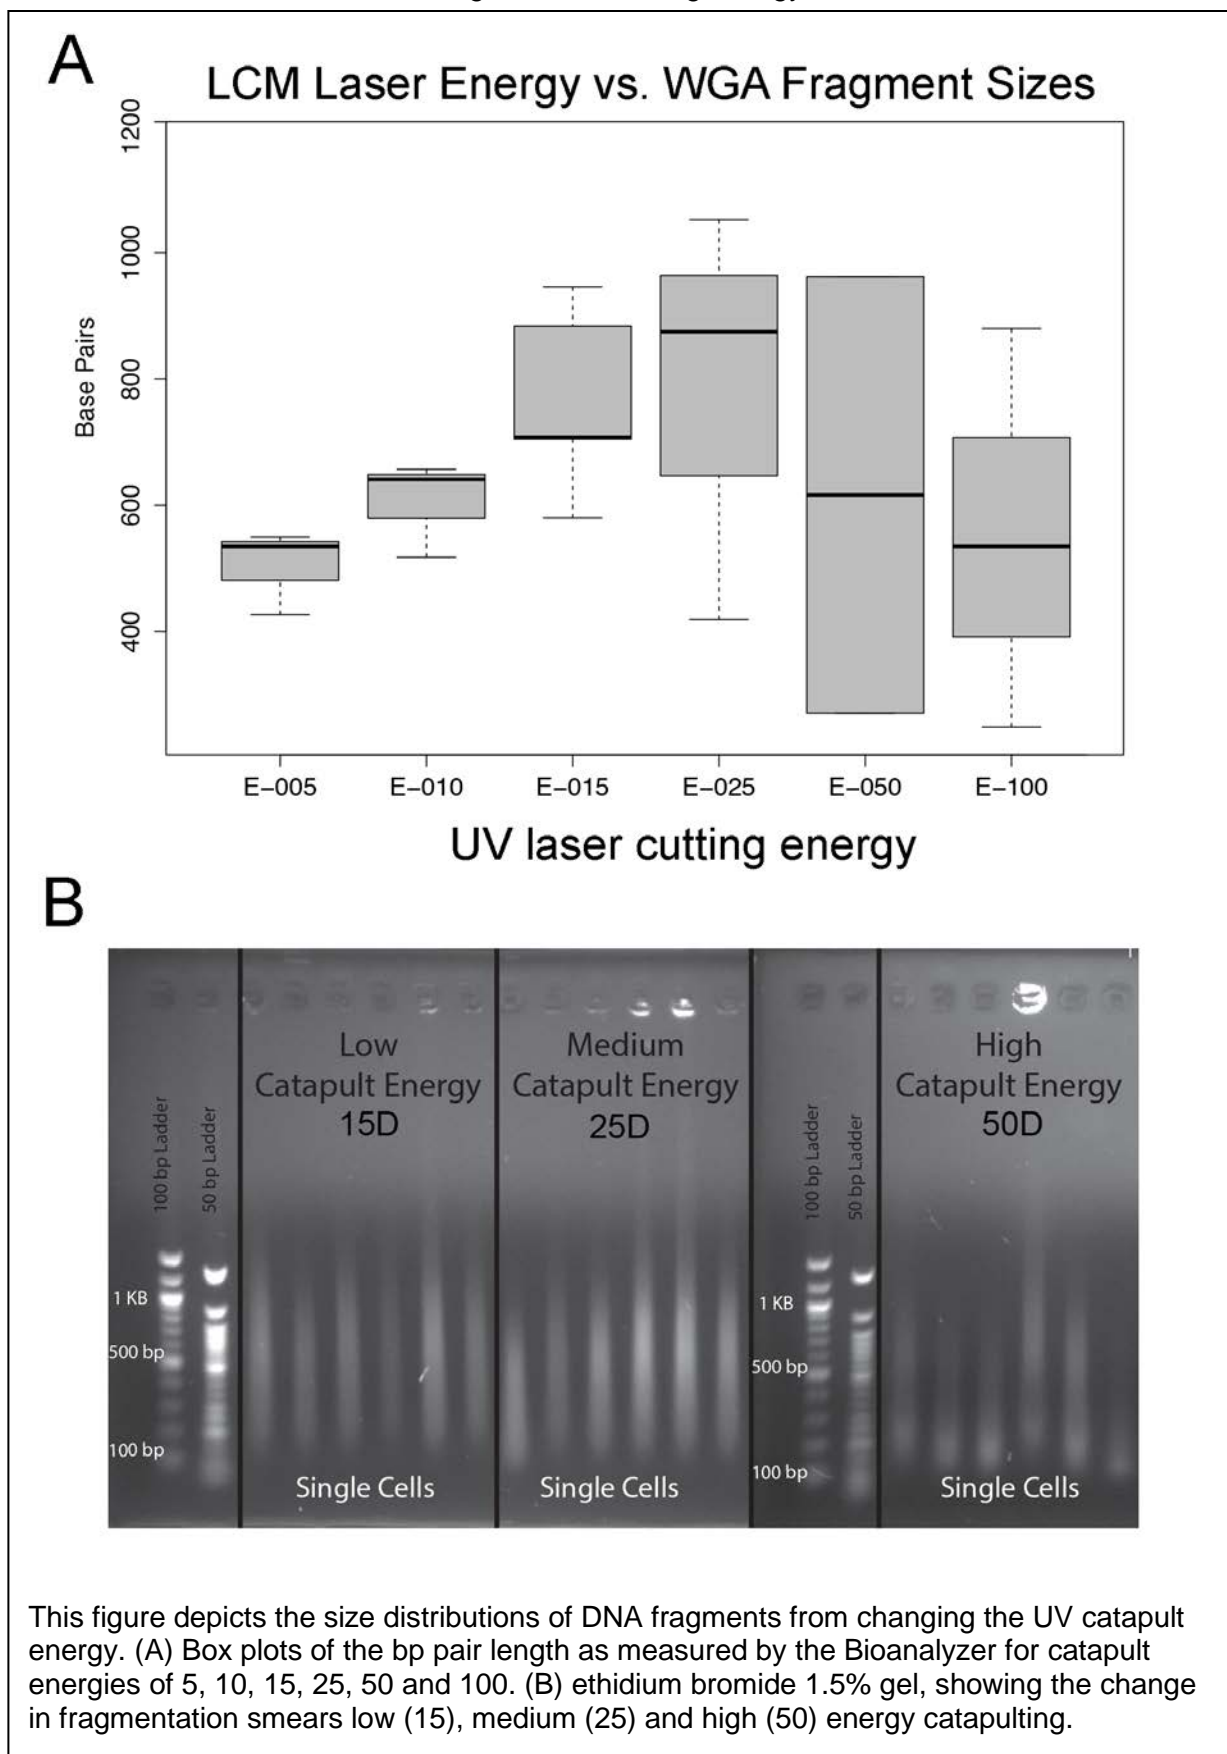 A
LCM Laser Energy vs. WGA Fragment Sizes
1200
1000
800
600
400
Base Pairs
E-005 E-010 E-015 E-025 E-050 E-100
UV laser cutting energy
B
Low
Catapult Energy
15D
Medium
Catapult Energy
25D
High
Catapult Energy
50D
100 bp Ladder
50 bp Ladder
100 bp Ladder
50 bp Ladder
1 KB
500 bp
100 bp
1 KB
500 bp
100 bp
Single Cells
Single Cells
Single Cells
This figure depicts the size distributions of DNA fragments from changing the UV catapult
energy. (A) Box plots of the bp pair length as measured by the Bioanalyzer for catapult
energies of 5, 10, 15, 25, 50 and 100. (B) ethidium bromide 1.5% gel, showing the change
in fragmentation smears low (15), medium (25) and high (50) energy catapulting.